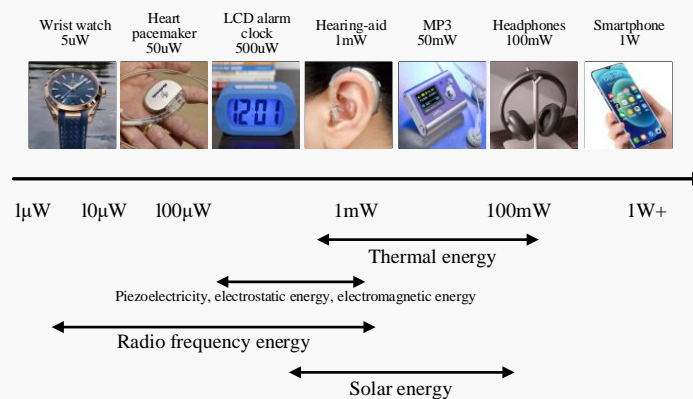 Wrist watch
5uW
Heart
pacemaker
50uW
LCD alarm
clock
500uW
Hearing-aid
1mW
MP3
50mW
Headphones
100mW
Smartphone
1W
12:01
1μW
10μW
100μW
1mW
100mW
1W+
Thermal energy
Piezoelectricity, electrostatic energy, electromagnetic energy
Radio frequency energy
Solar energy